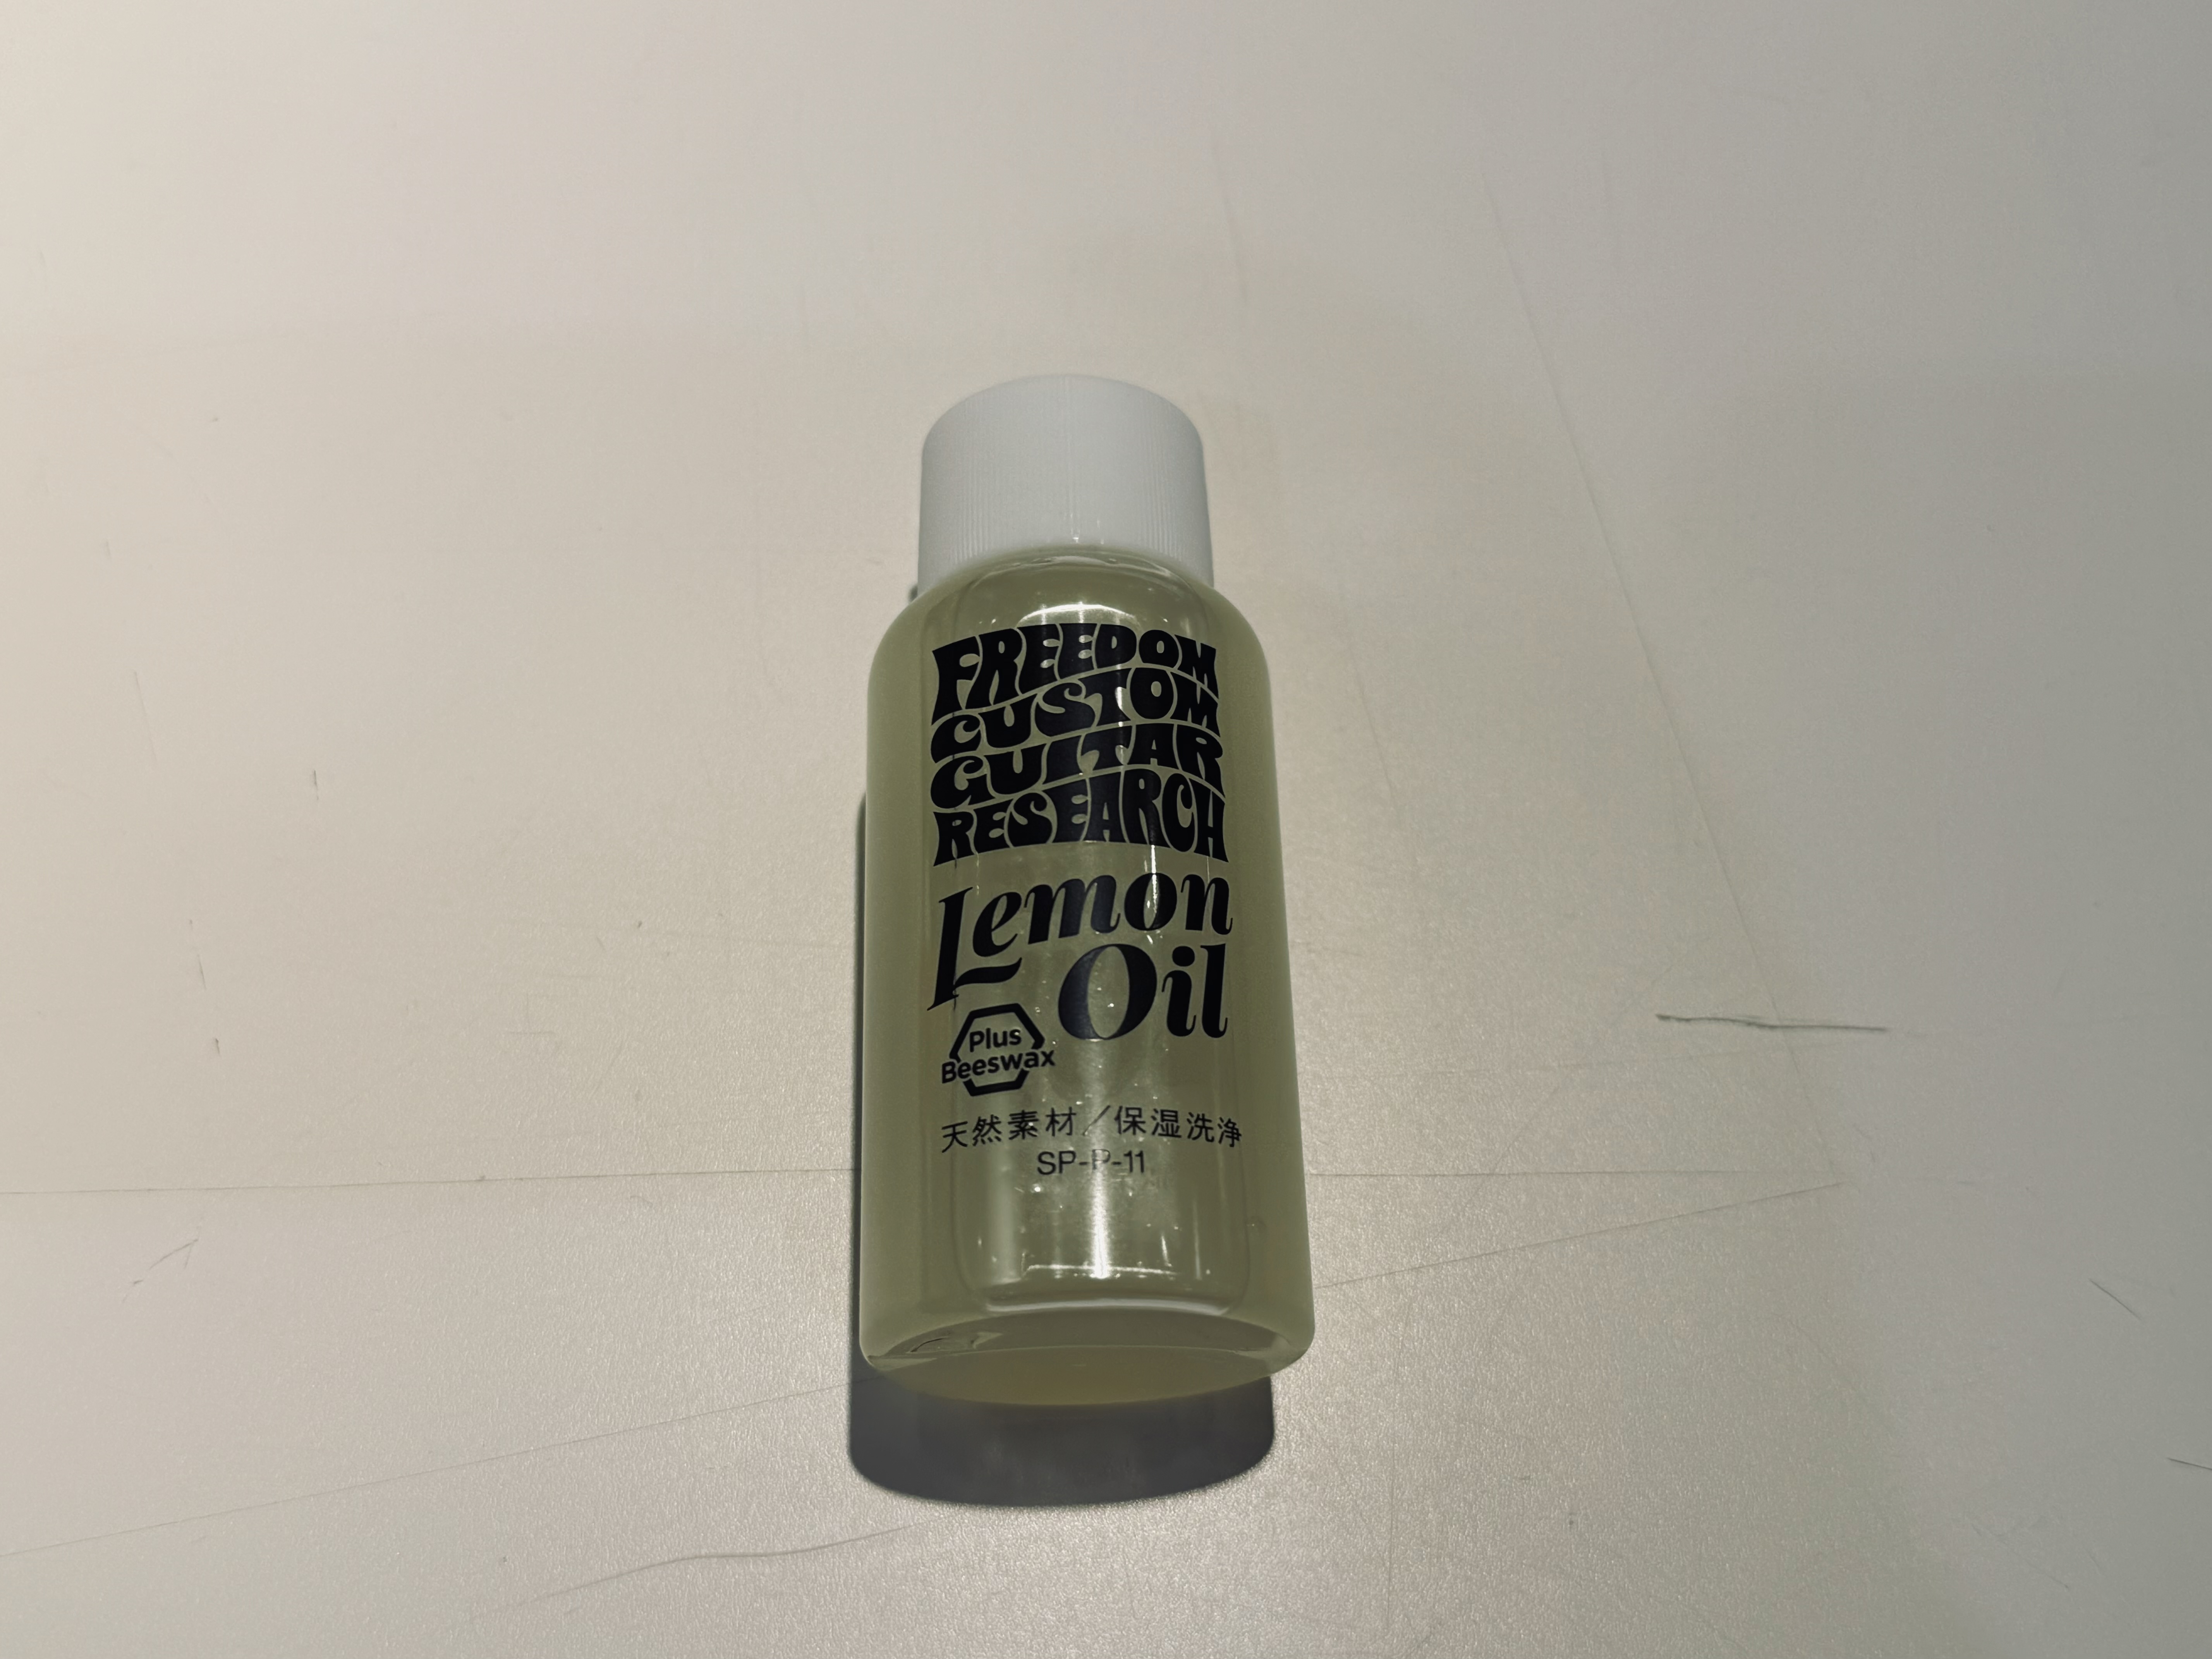 FREEDOM
CUSTOM
GUITAR
RESEARCH
Lemon
Oil
Plus
Beeswax
天然素材／保湿洗浄
SP-P-11